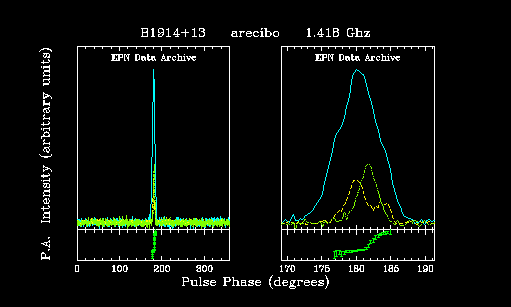 B1914+13 arecibo 1.418 Ghz
EPN Data Archive
EPN Data Archive
P.A. Intensity (arbitrary units)
0 100 200 300
170 175 180 185 190
Pulse Phase (degrees)